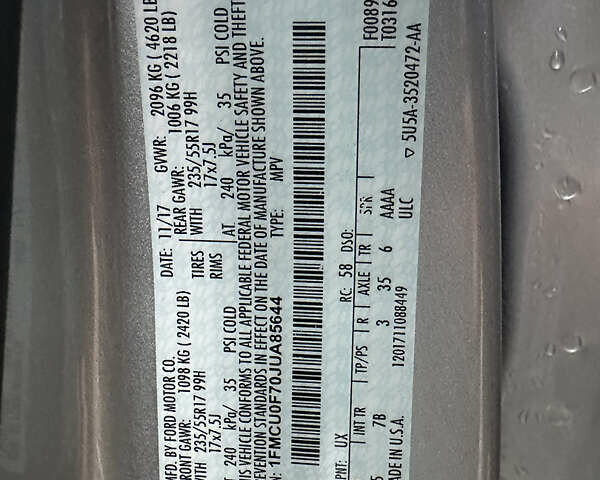 MFD. BY FORD MOTOR CO.
DATE: 11/17 GVWR: 2096 KG ( 4620 LB
FRONT GAWR: 1098 KG ( 2420 LB) REAR GAWR: 1006 KG ( 2218 LB)
WITH 235/55R17 99H TIRES WITH 235/55R17 99H
17x7.5J RIMS 17x7.5J
AT 240 kPa/ 35 PSI COLD AT 240 kPa/ 35 PSI COLD
THIS VEHICLE CONFORMS TO ALL APPLICABLE FEDERAL MOTOR VEHICLE SAFETY AND THEFT
PREVENTION STANDARDS IN EFFECT ON THE DATE OF MANUFACTURE SHOWN ABOVE.
VIN: 1FMCU0F70JUA85644 TYPE: MPV
F0089
T0316
PNT: UX RC: 58 DSO:
MTTR TP/PS R AXLE TR SPR
7B 3 35 6 AAAA
ULC
MADE IN U.S.A. 1201711088449
▽ 5U5A-3520472-AA